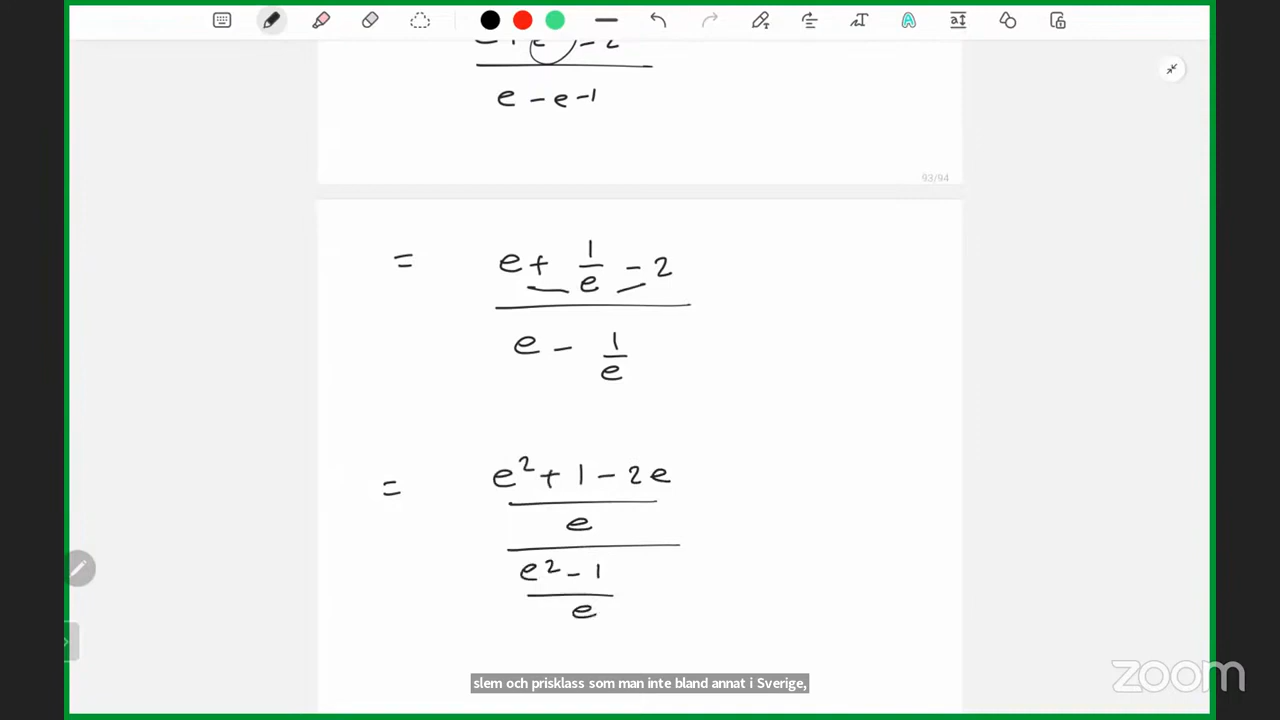 e - e -1
93/94
= e + 1/e - 2
e - 1/e
= e² + 1 - 2e
e
e² - 1
e
slem och prisklass som man inte bland annat i Sverige,
zoom